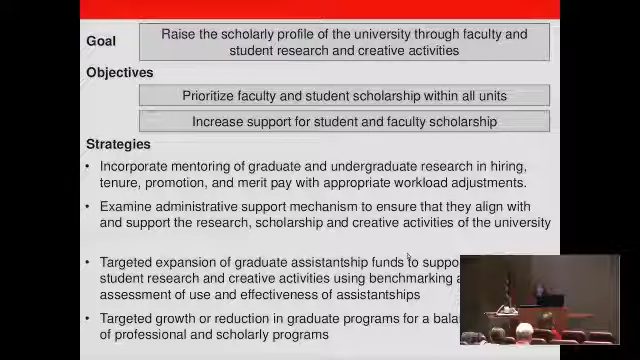 Goal
Raise the scholarly profile of the university through faculty and
student research and creative activities
Objectives
Prioritize faculty and student scholarship within all units
Increase support for student and faculty scholarship
Strategies
• Incorporate mentoring of graduate and undergraduate research in hiring,
tenure, promotion, and merit pay with appropriate workload adjustments.
• Examine administrative support mechanism to ensure that they align with
and support the research, scholarship and creative activities of the university
• Targeted expansion of graduate assistantship funds to suppo
student research and creative activities using benchmarking a
assessment of use and effectiveness of assistantships
• Targeted growth or reduction in graduate programs for a bala
of professional and scholarly programs